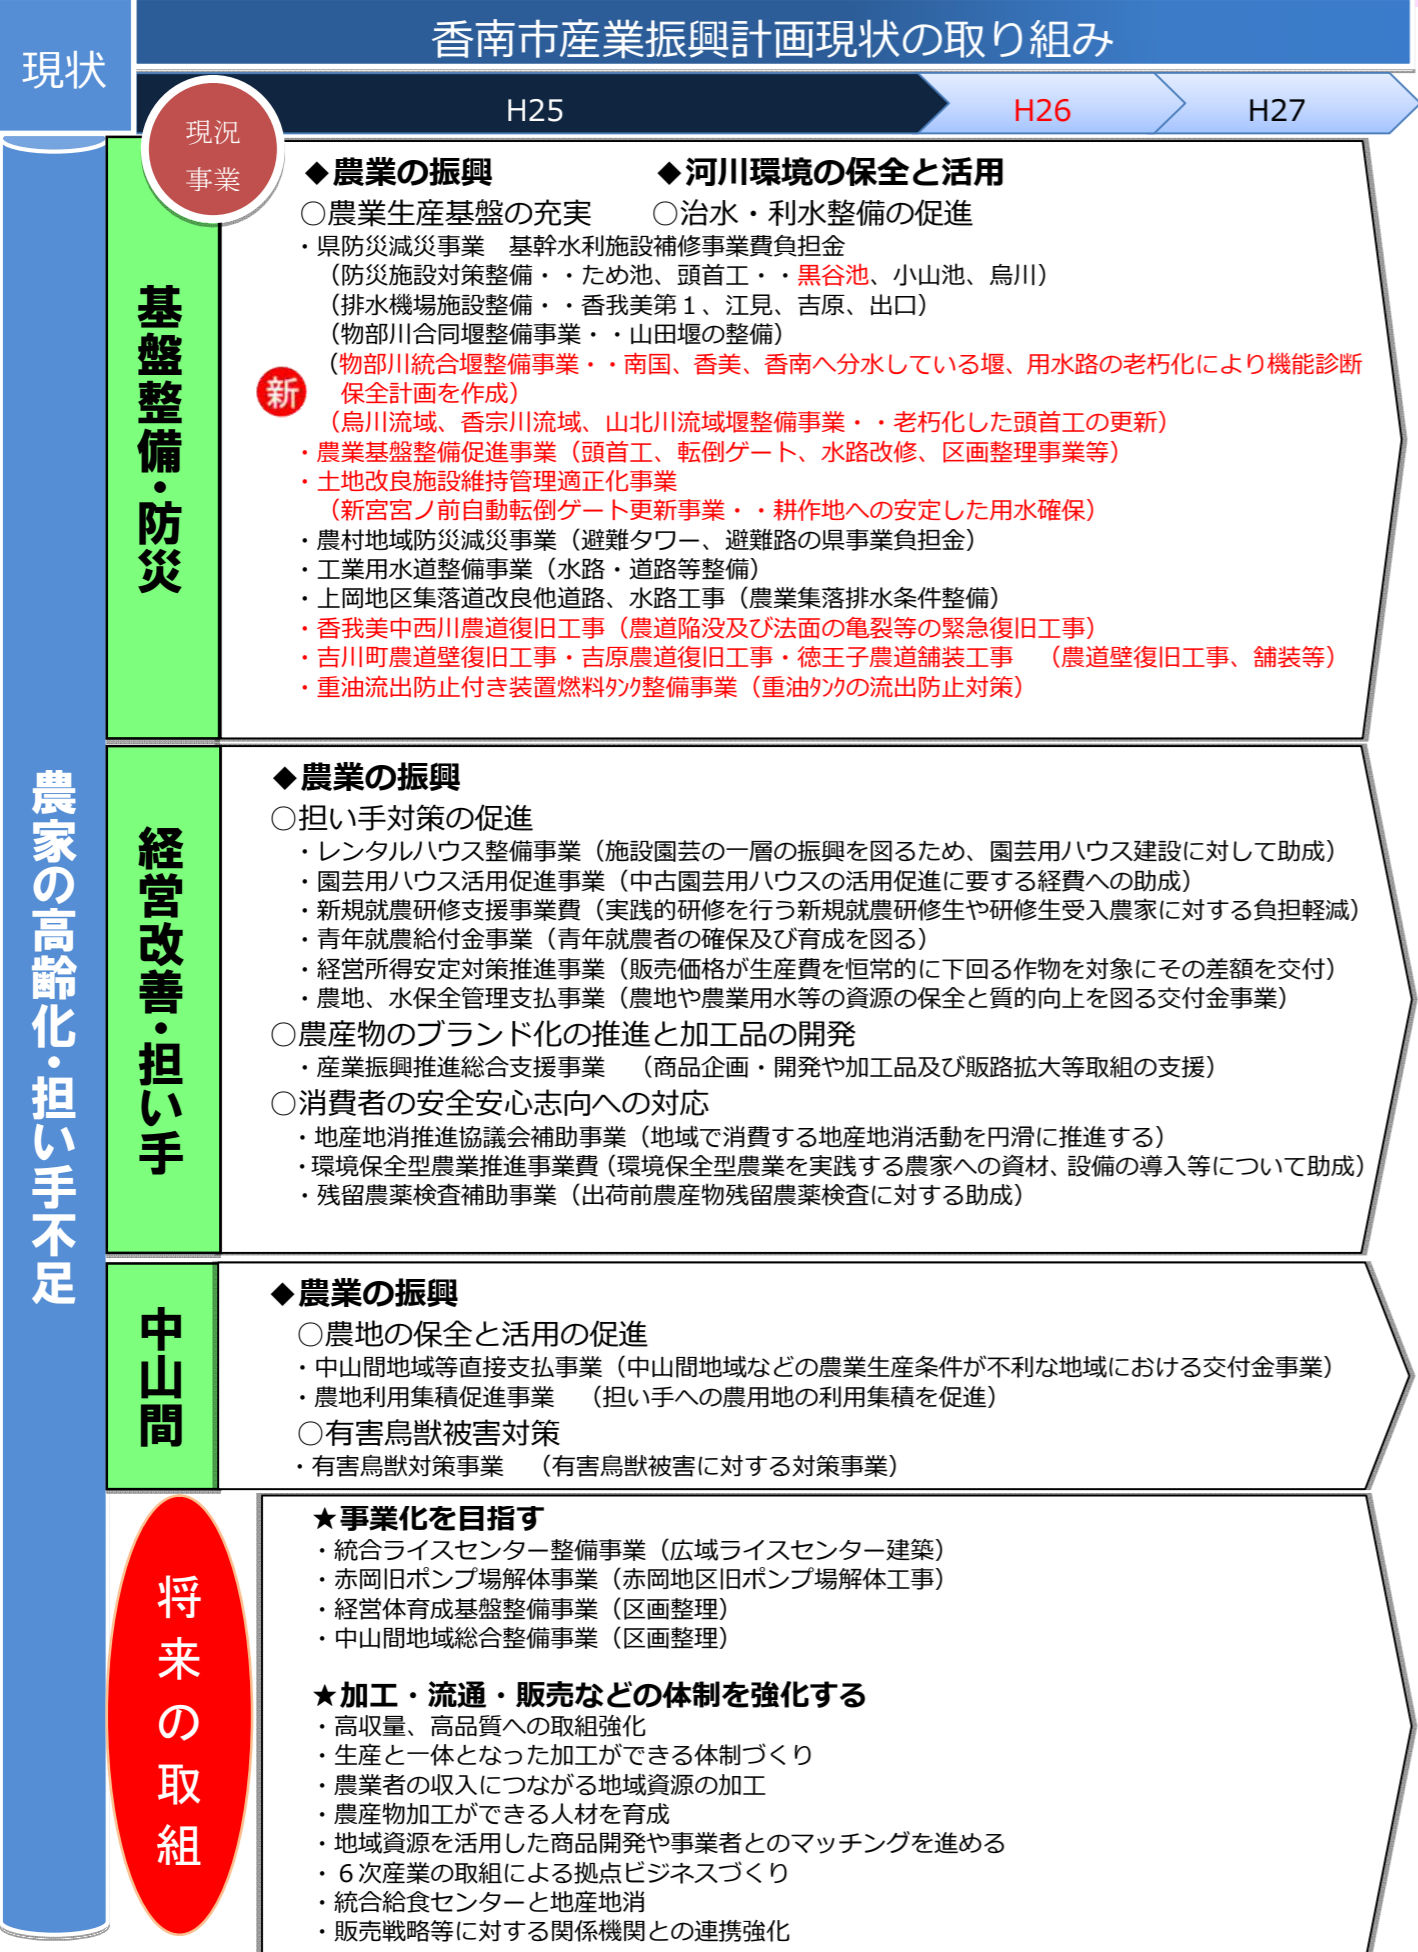 現状
香南市産業振興計画現状の取り組み
H25
H26
H27
現況
事業
農家の高齢化・担い手不足
基盤整備・防災
◆農業の振興　◆河川環境の保全と活用
○農業生産基盤の充実　○治水・利水整備の促進
・県防災減災事業　基幹水利施設補修事業費負担金
（防災施設対策整備・・ため池、頭首工・・黒谷池、小山池、烏川）
（排水機場施設整備・・香我美第１、江見、吉原、出口）
（物部川合同堰整備事業・・山田堰の整備）
新
（物部川統合堰整備事業・・南国、香美、香南へ分水している堰、用水路の老朽化により機能診断
保全計画を作成）
（烏川流域、香宗川流域、山北川流域堰整備事業・・老朽化した頭首工の更新）
・農業基盤整備促進事業（頭首工、転倒ゲート、水路改修、区画整理事業等）
・土地改良施設維持管理適正化事業
（新宮宮ノ前自動転倒ゲート更新事業・・耕作地への安定した用水確保）
・農村地域防災減災事業（避難タワー、避難路の県事業負担金）
・工業用水道整備事業（水路・道路等整備）
・上岡地区集落道改良他道路、水路工事（農業集落排水条件整備）
・香我美中西川農道復旧工事（農道陥没及び法面の亀裂等の緊急復旧工事）
・吉川町農道壁復旧工事・吉原農道復旧工事・徳王子農道舗装工事　（農道壁復旧工事、舗装等）
・重油流出防止付き装置燃料ﾀﾝｸ整備事業（重油ﾀﾝｸの流出防止対策）
経営改善・担い手
◆農業の振興
○担い手対策の促進
・レンタルハウス整備事業（施設園芸の一層の振興を図るため、園芸用ハウス建設に対して助成）
・園芸用ハウス活用促進事業（中古園芸用ハウスの活用促進に要する経費への助成）
・新規就農研修支援事業費（実践的研修を行う新規就農研修生や研修生受入農家に対する負担軽減）
・青年就農給付金事業（青年就農者の確保及び育成を図る）
・経営所得安定対策推進事業（販売価格が生産費を恒常的に下回る作物を対象にその差額を交付）
・農地、水保全管理支払事業（農地や農業用水等の資源の保全と質的向上を図る交付金事業）
○農産物のブランド化の推進と加工品の開発
・産業振興推進総合支援事業　（商品企画・開発や加工品及び販路拡大等取組の支援）
○消費者の安全安心志向への対応
・地産地消推進協議会補助事業（地域で消費する地産地消活動を円滑に推進する）
・環境保全型農業推進事業費（環境保全型農業を実践する農家への資材、設備の導入等について助成）
・残留農薬検査補助事業（出荷前農産物残留農薬検査に対する助成）
中山間
◆農業の振興
○農地の保全と活用の促進
・中山間地域等直接支払事業（中山間地域などの農業生産条件が不利な地域における交付金事業）
・農地利用集積促進事業　（担い手への農用地の利用集積を促進）
○有害鳥獣被害対策
・有害鳥獣対策事業　（有害鳥獣被害に対する対策事業）
将来の取組
★事業化を目指す
・統合ライスセンター整備事業（広域ライスセンター建築）
・赤岡旧ポンプ場解体事業（赤岡地区旧ポンプ場解体工事）
・経営体育成基盤整備事業（区画整理）
・中山間地域総合整備事業（区画整理）
★加工・流通・販売などの体制を強化する
・高収量、高品質への取組強化
・生産と一体となった加工ができる体制づくり
・農業者の収入につながる地域資源の加工
・農産物加工ができる人材を育成
・地域資源を活用した商品開発や事業者とのマッチングを進める
・６次産業の取組による拠点ビジネスづくり
・統合給食センターと地産地消
・販売戦略等に対する関係機関との連携強化